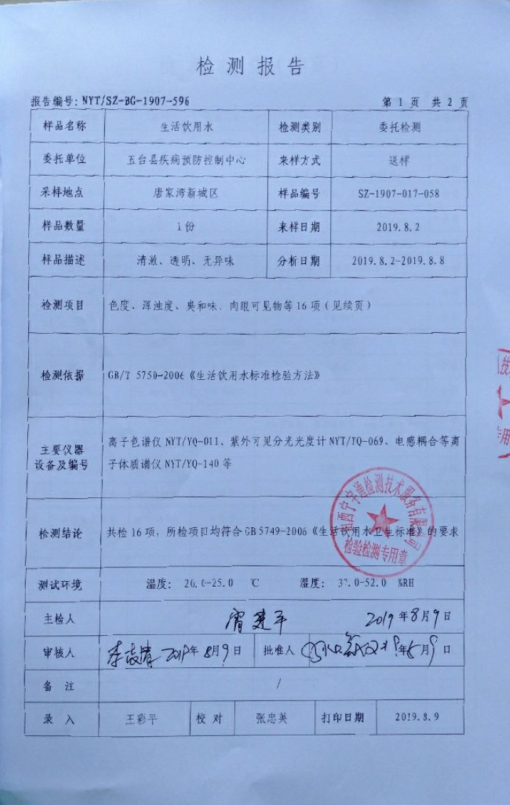 检测报告
报告编号: NYT/SZ-BG-1907-596 第 1 页 共 2 页
样品名称 生活饮用水 检测类别 委托检测
委托单位 五台县疾病预防控制中心 来样方式 送样
采样地点 唐家湾新城区 样品编号 SZ-1907-017-058
样品数量 1份 来样日期 2019.8.2
样品描述 清澈、透明、无异味 分析日期 2019.8.2-2019.8.8
检测项目 色度、浑浊度、臭和味、肉眼可见物等16项(见续页)
检测依据 GB/T 5750-2006《生活饮用水标准检验方法》
主要仪器
设备及编号
离子色谱仪 NYT/YQ-011、紫外可见分光光度计 NYT/YQ-069、电感耦合等离
子体质谱仪 NYT/YQ-140 等
检测结论 共检 16项,所检项目均符合 GB 5749-2006《生活饮用水卫生标准》的要求
检验检测专用章
测试环境 温度: 20.0-25.0 ℃ 湿度: 37.0-52.0 %RH
主检人 2019年8月9日
审核人 2019年8月9日 批准人 年8月9日
备 注 /
录 入 王彩平 校 对 张忠英 打印日期 2019.8.9